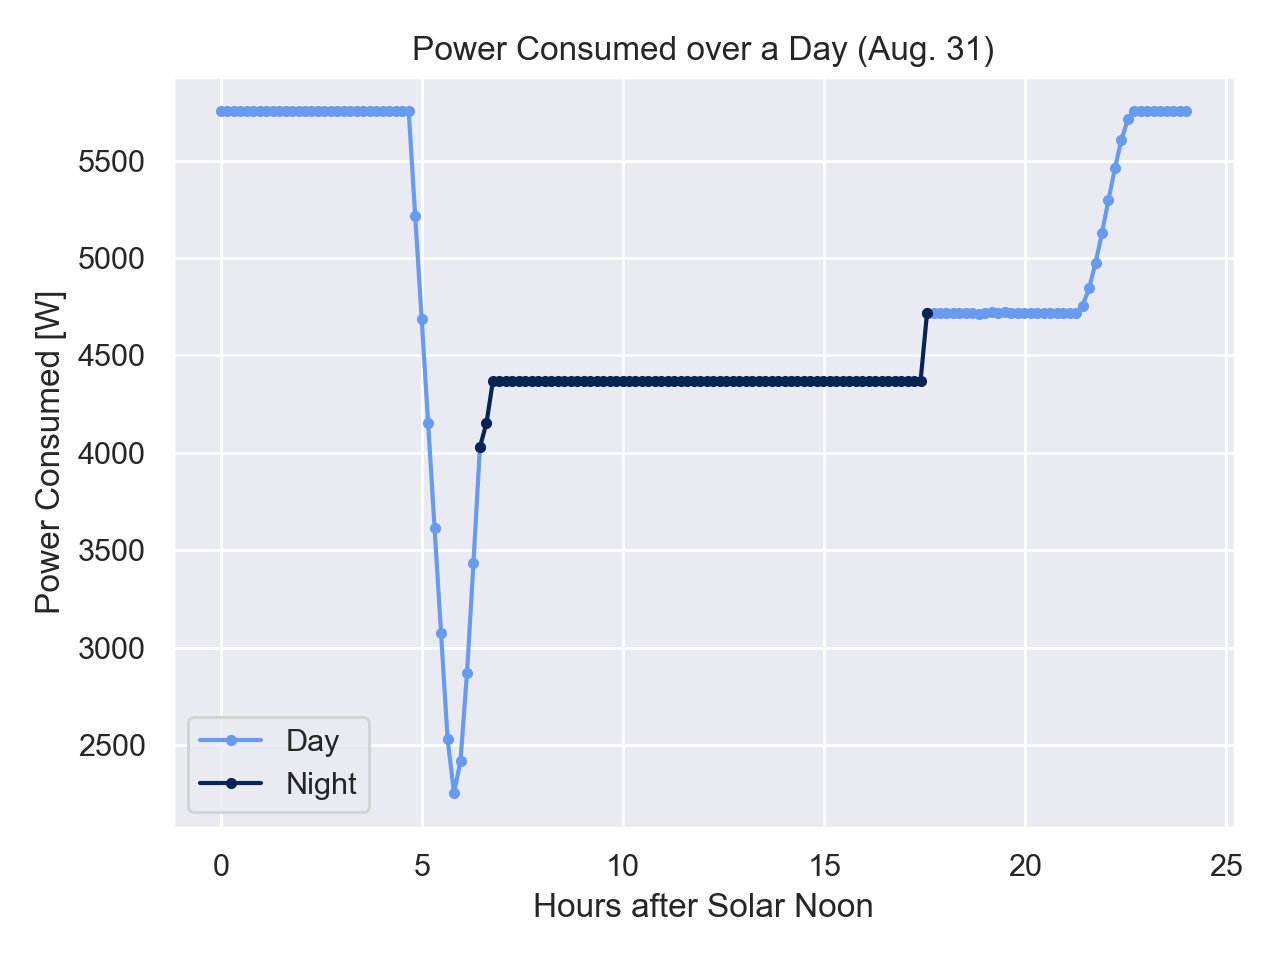 Power Consumed over a Day (Aug. 31)
Power Consumed [W]
5500
5000
4500
4000
3500
3000
2500
Day
Night
0 5 10 15 20 25
Hours after Solar Noon